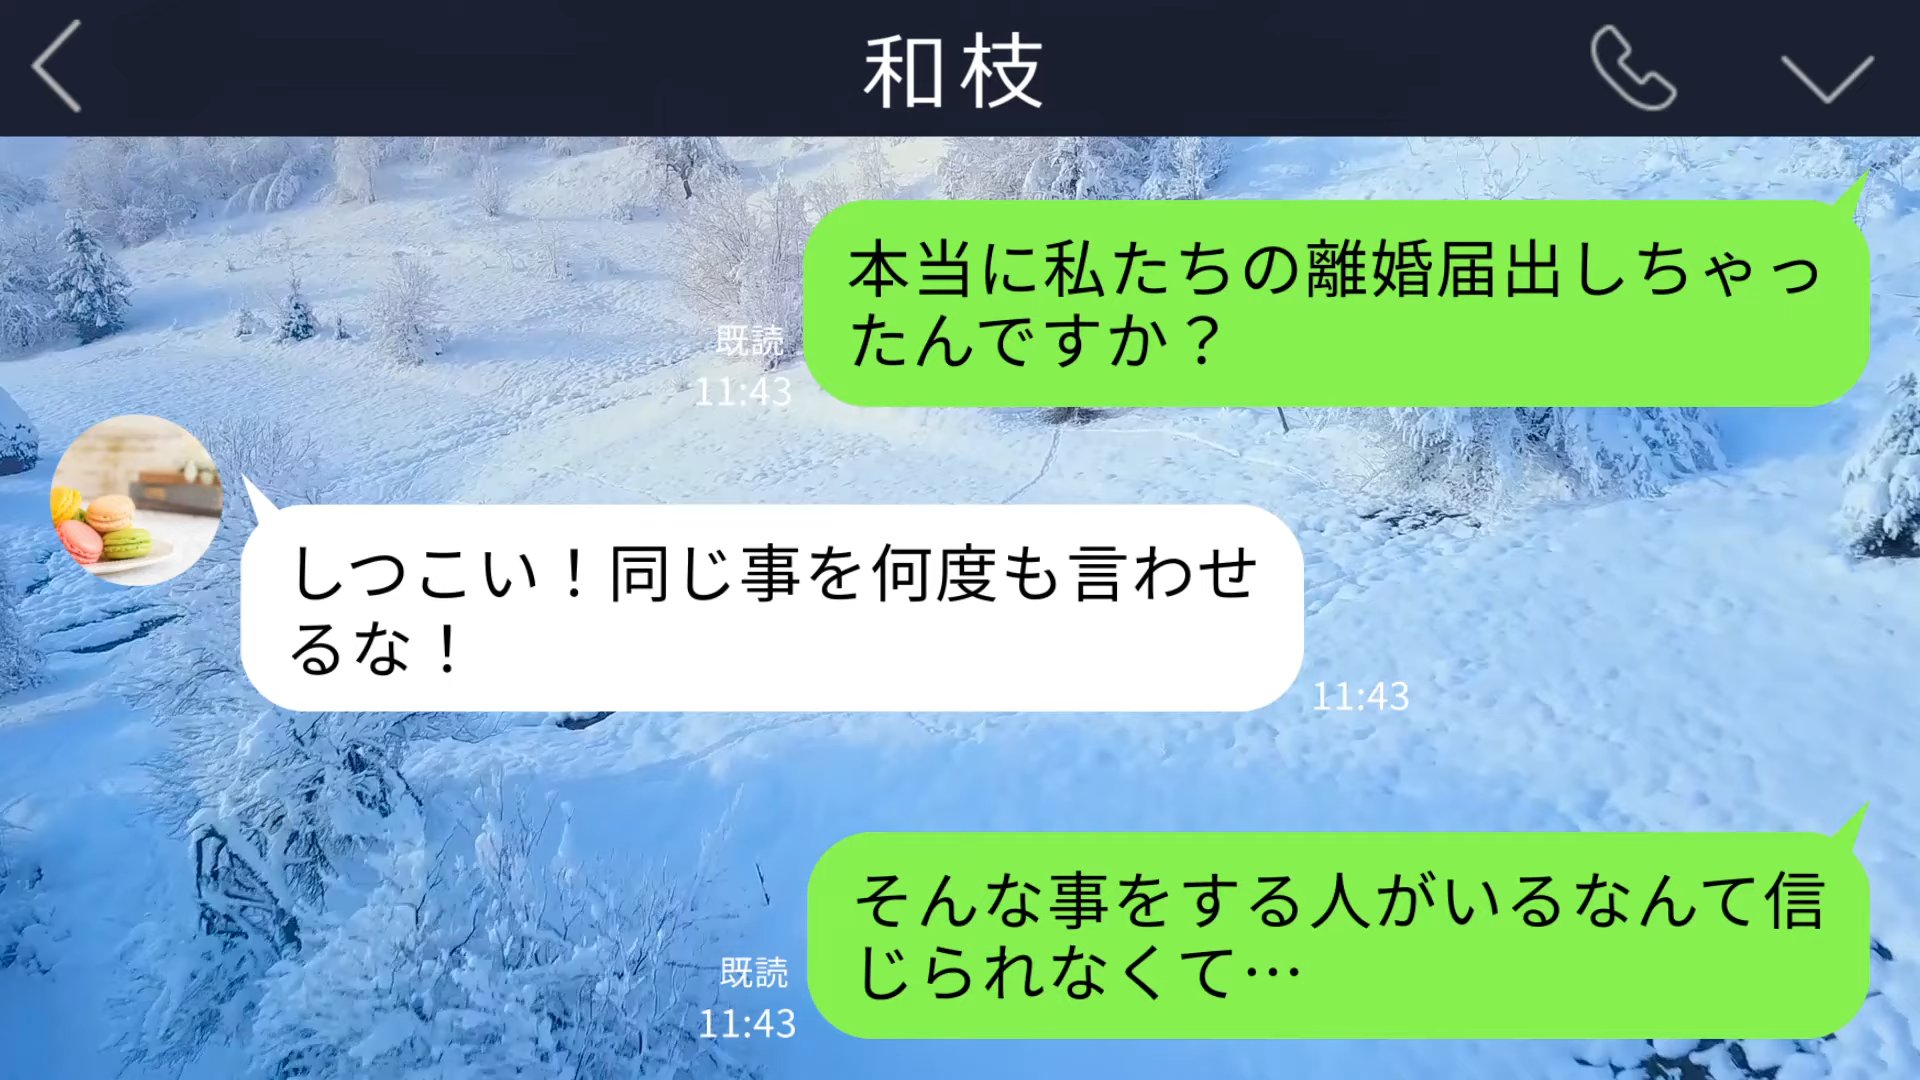 和枝
本当に私たちの離婚届出しちゃっ
たんですか？
既読
11:43
しつこい！同じ事を何度も言わせ
るな！
11:43
そんな事をする人がいるなんて信
じられなくて…
既読
11:43